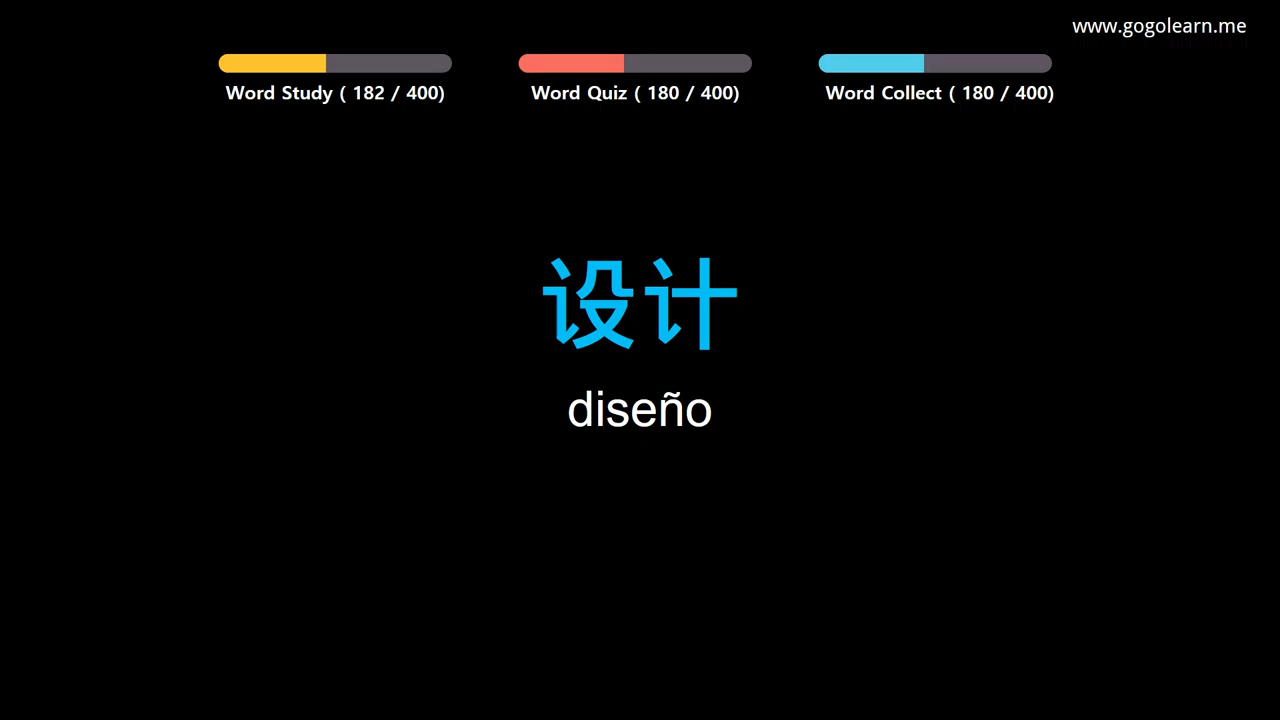 www.gogolearn.me
Word Study ( 182 / 400)
Word Quiz ( 180 / 400)
Word Collect ( 180 / 400)
设计
diseño